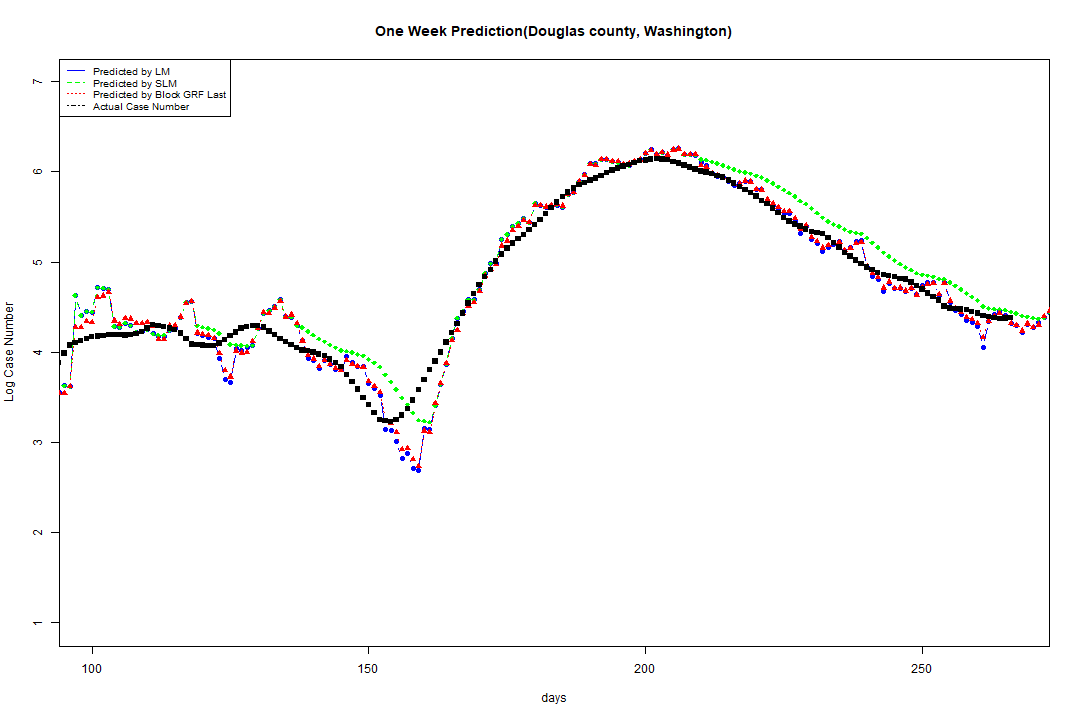 One Week Prediction(Douglas county, Washington)
Predicted by LM
Predicted by SLM
Predicted by Block GRF Last
Actual Case Number
7
6
5
4
3
2
1
Log Case Number
100 150 200 250
days